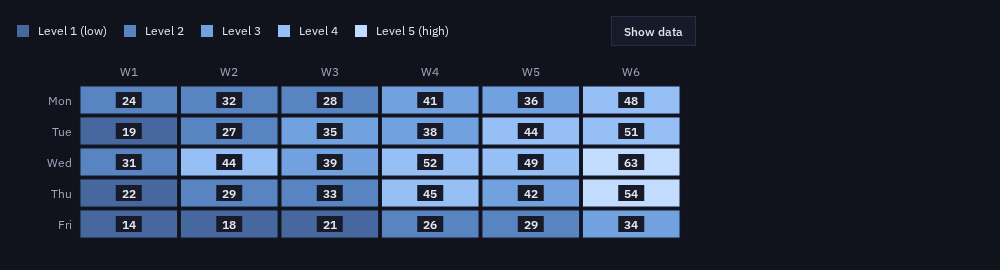 Level 1 (low) Level 2 Level 3 Level 4 Level 5 (high) Show data
W1 W2 W3 W4 W5 W6
Mon 24 32 28 41 36 48
Tue 19 27 35 38 44 51
Wed 31 44 39 52 49 63
Thu 22 29 33 45 42 54
Fri 14 18 21 26 29 34